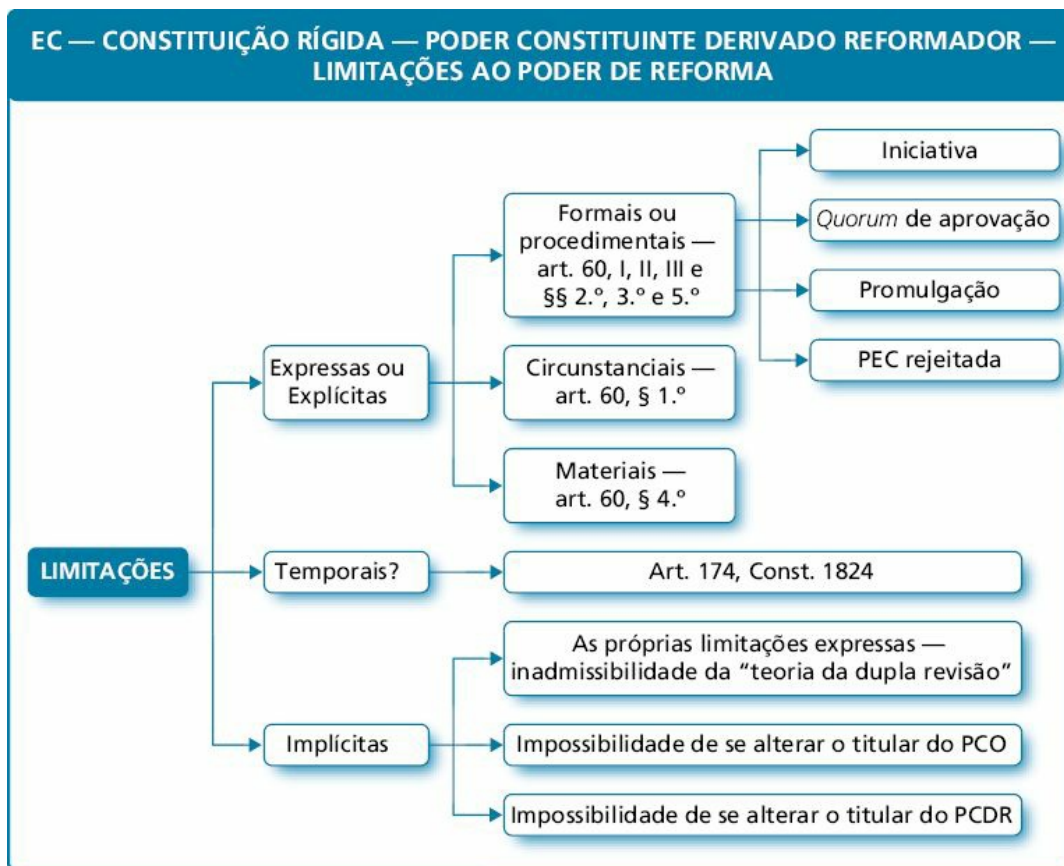 EC — CONSTITUIÇÃO RÍGIDA — PODER CONSTITUINTE DERIVADO REFORMADOR —
LIMITAÇÕES AO PODER DE REFORMA
LIMITAÇÕES
Expressas ou
Explícitas
Formais ou
procedimentais —
art. 60, I, II, III e
§§ 2.º, 3.º e 5.º
Iniciativa
Quorum de aprovação
Promulgação
PEC rejeitada
Circunstanciais —
art. 60, § 1.º
Materiais —
art. 60, § 4.º
Temporais?
Art. 174, Const. 1824
Implícitas
As próprias limitações expressas —
inadmissibilidade da “teoria da dupla revisão”
Impossibilidade de se alterar o titular do PCO
Impossibilidade de se alterar o titular do PCDR